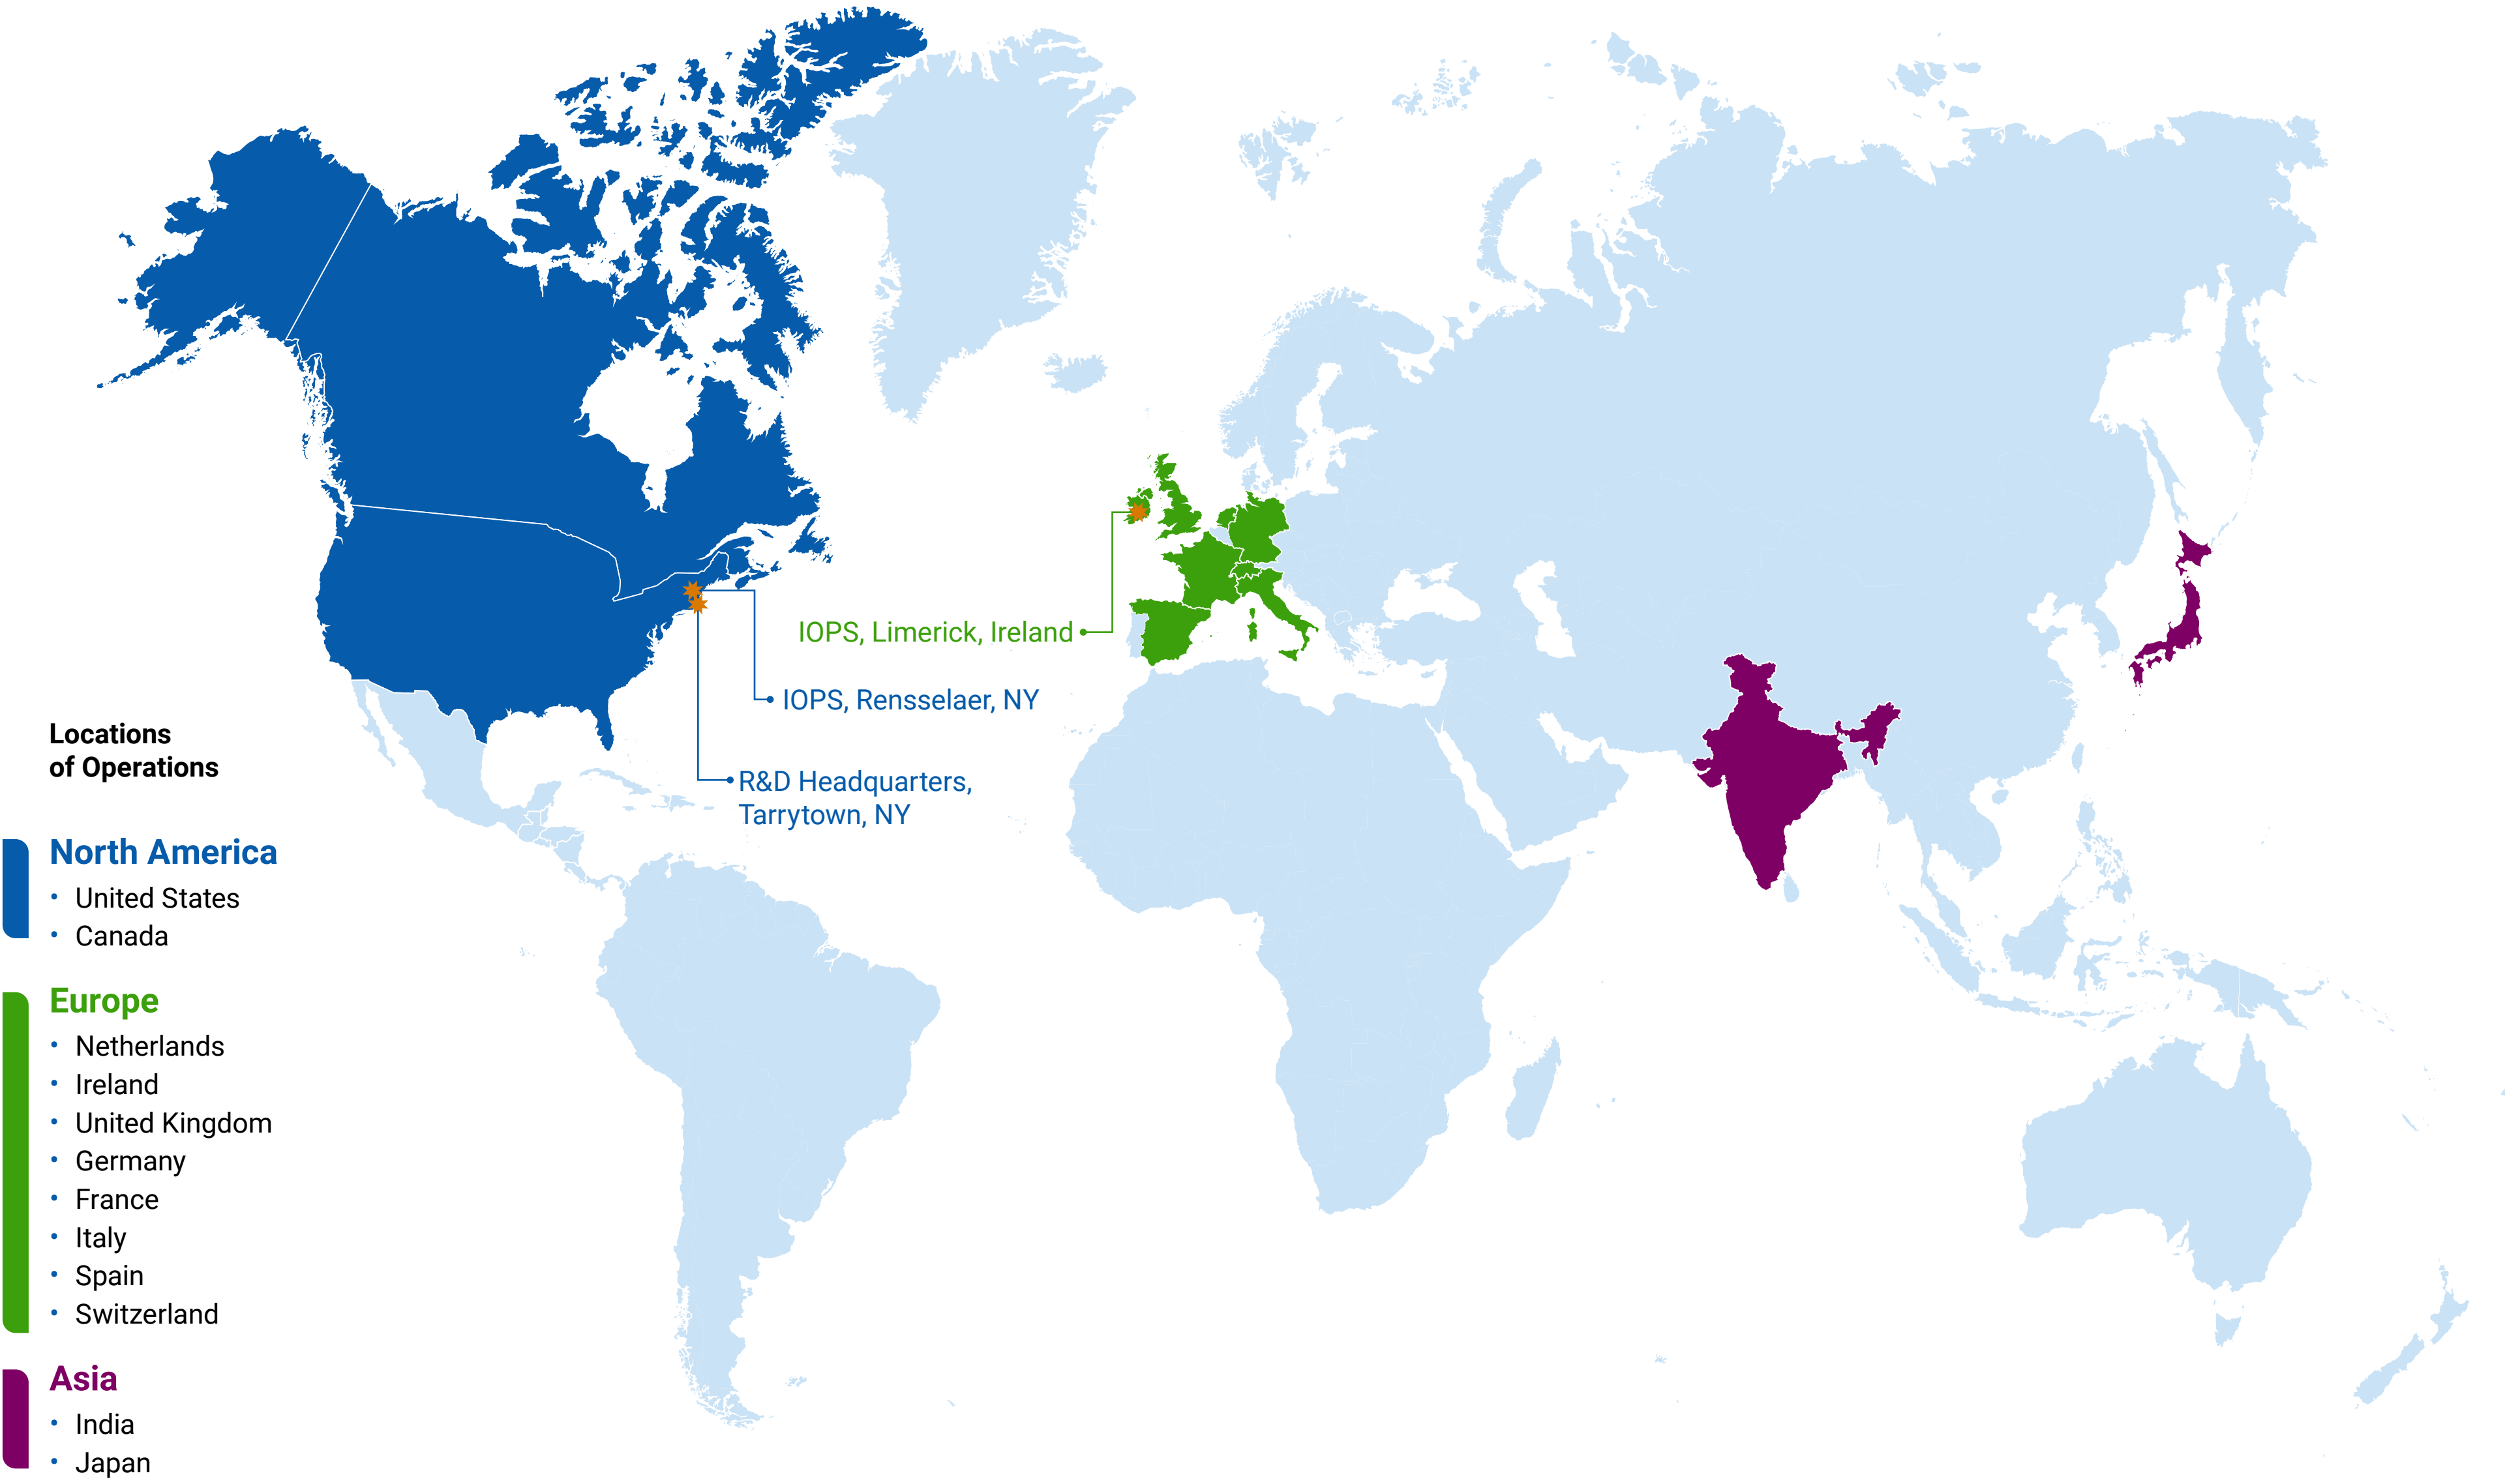 IOPS, Limerick, Ireland
IOPS, Rensselaer, NY
R&D Headquarters,
Tarrytown, NY
Locations
of Operations
North America
• United States
• Canada
Europe
• Netherlands
• Ireland
• United Kingdom
• Germany
• France
• Italy
• Spain
• Switzerland
Asia
• India
• Japan